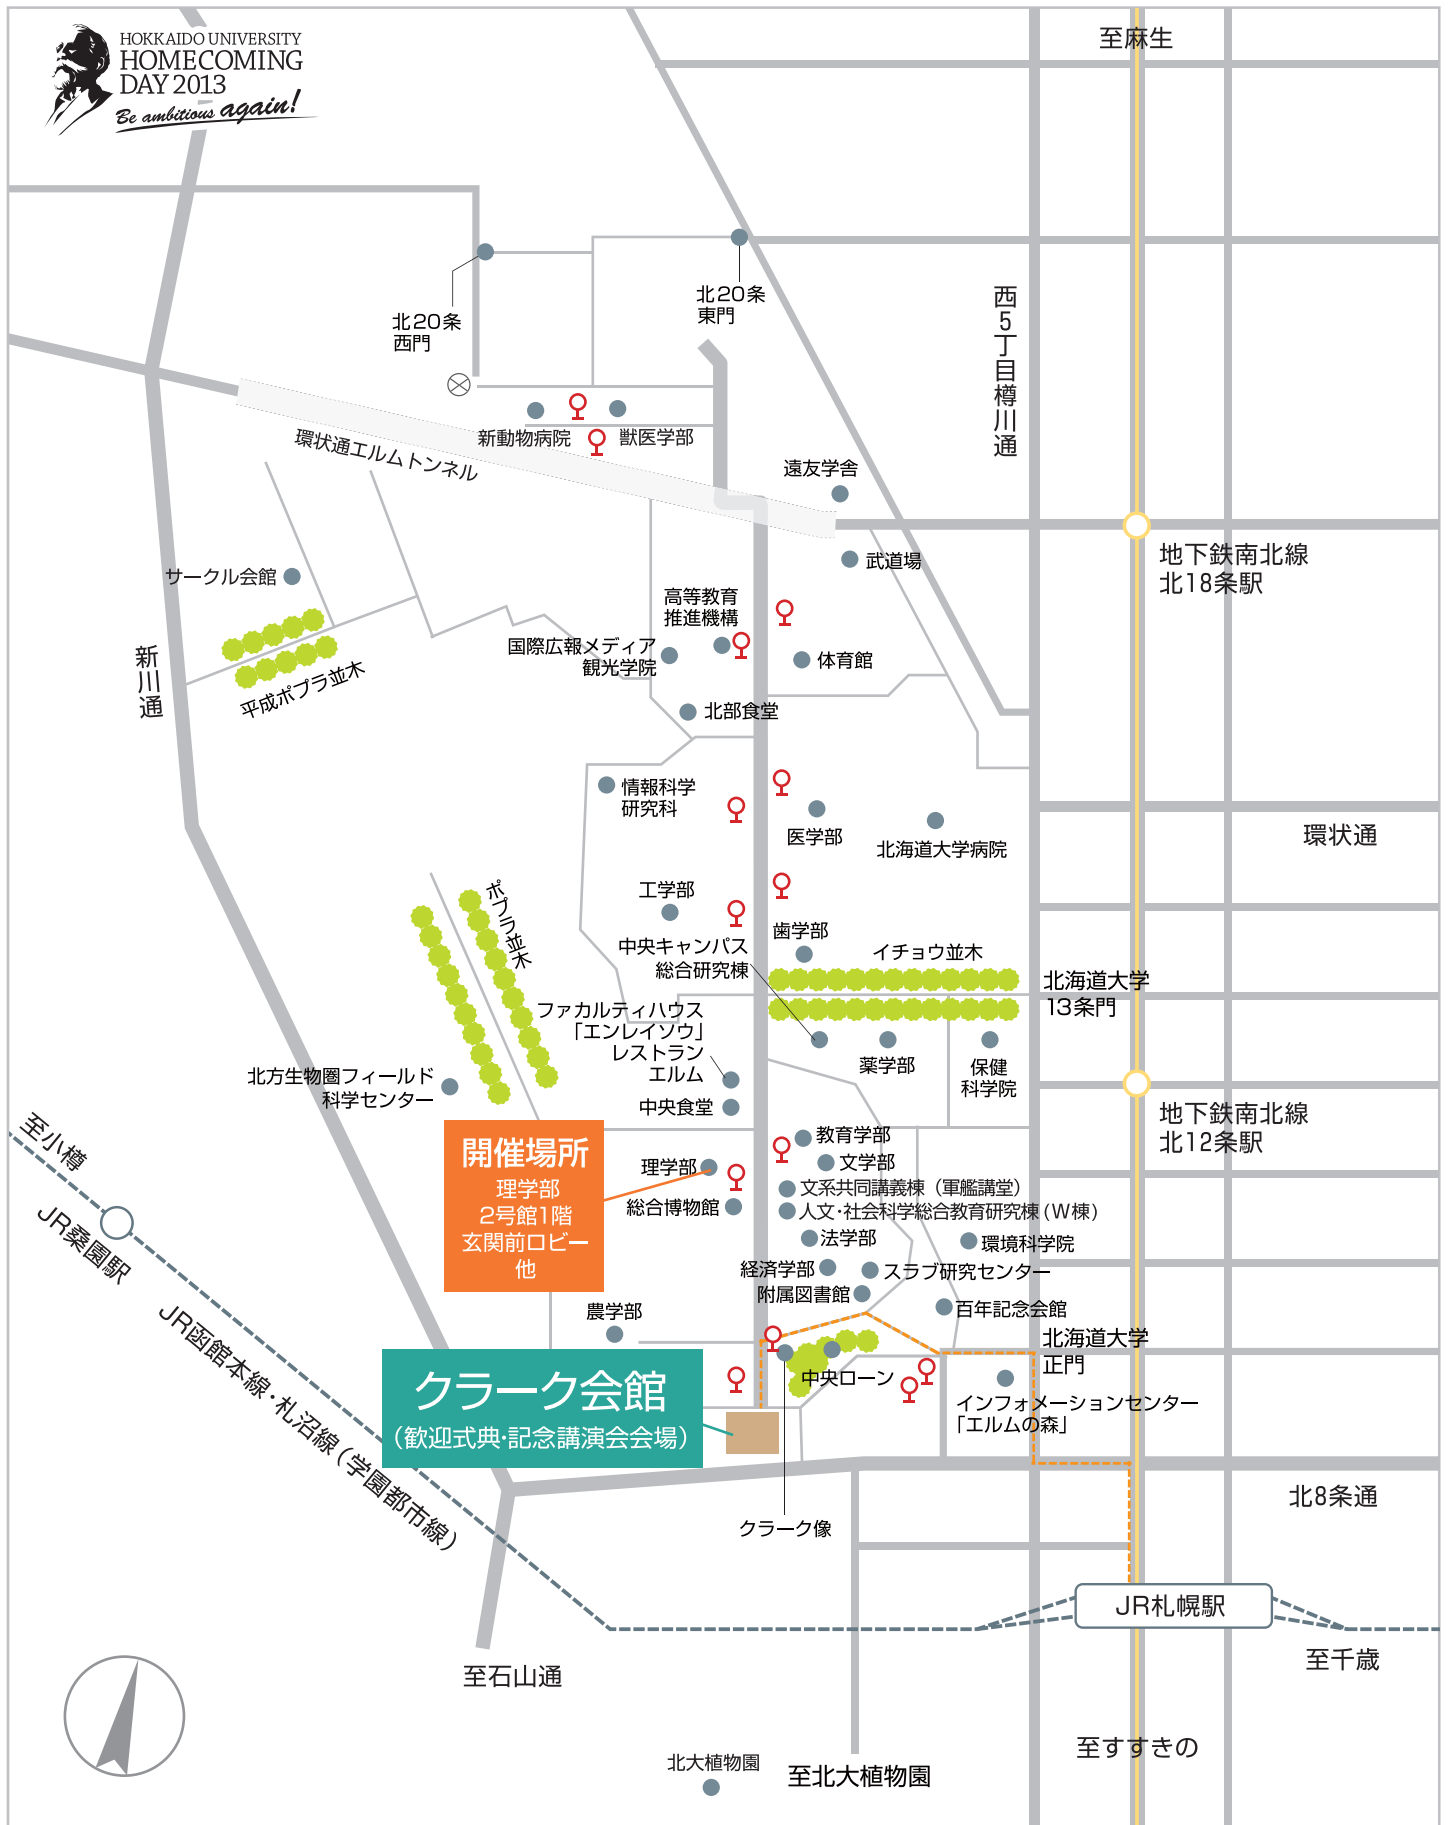 HOKKAIDO UNIVERSITY
HOMECOMING
DAY 2013
Be ambitious again!
至麻生
北20条
西門
北20条
東門
西5丁目樽川通
新動物病院
獣医学部
環状通エルムトンネル
遠友学舎
武道場
地下鉄南北線
北18条駅
サークル会館
高等教育
推進機構
国際広報メディア
観光学院
体育館
新川通
平成ポプラ並木
北部食堂
情報科学
研究科
医学部
北海道大学病院
環状通
工学部
ポプラ並木
歯学部
中央キャンパス
総合研究棟
イチョウ並木
北海道大学
13条門
ファカルティハウス
「エンレイソウ」
レストラン
エルム
薬学部
保健
科学院
北方生物圏フィールド
科学センター
中央食堂
地下鉄南北線
北12条駅
至小樽
開催場所
理学部
2号館1階
玄関前ロビー
他
教育学部
文学部
理学部
文系共同講義棟（軍艦講堂）
総合博物館
人文・社会科学総合教育研究棟（W棟）
JR桑園駅
法学部
環境科学院
経済学部
スラブ研究センター
附属図書館
百年記念会館
農学部
北海道大学
正門
JR函館本線・札沼線（学園都市線）
クラーク会館
（歓迎式典・記念講演会会場）
中央ローン
インフォメーションセンター
「エルムの森」
北8条通
クラーク像
JR札幌駅
至千歳
至石山通
至すすきの
北大植物園
至北大植物園